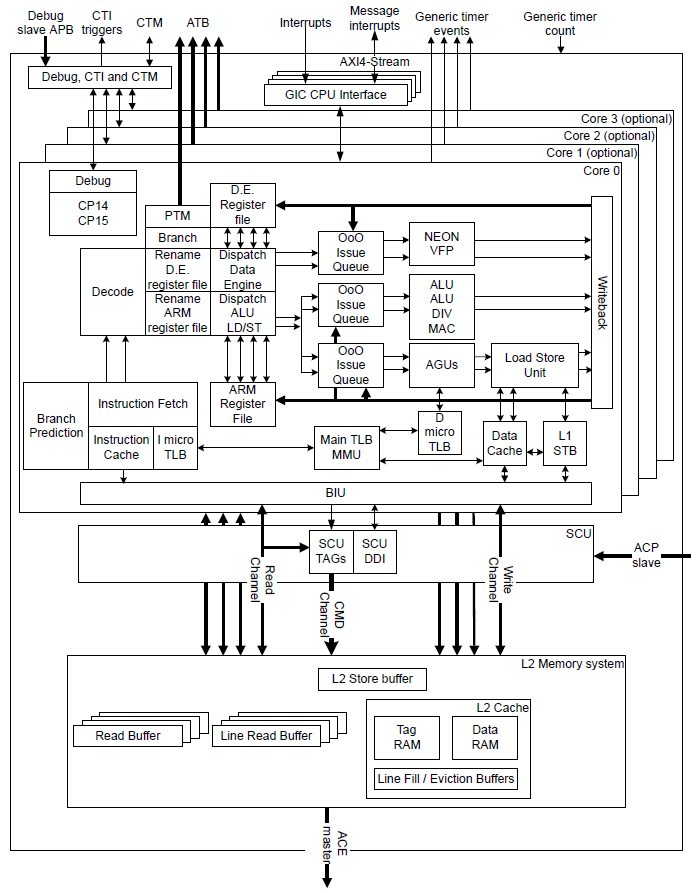 Debug
slave APB
CTI
triggers
CTM
ATB
Interrupts
Message
interrupts
Generic timer
events
Generic timer
count
AXI4-Stream
Debug, CTI and CTM
GIC CPU Interface
Core 3 (optional)
Core 2 (optional)
Core 1 (optional)
Core 0
Debug
CP14
CP15
PTM
D.E.
Register
file
Branch
OoO
Issue
Queue
NEON
VFP
Writeback
Decode
Rename
D.E.
register file
Dispatch
Data
Engine
Rename
ARM
register file
Dispatch
ALU
LD/ST
OoO
Issue
Queue
ALU
ALU
DIV
MAC
OoO
Issue
Queue
AGUs
Load Store
Unit
Branch
Prediction
Instruction Fetch
ARM
Register
File
Instruction
Cache
I micro
TLB
Main TLB
MMU
D
micro
TLB
Data
Cache
L1
STB
BIU
SCU
SCU
TAGs
SCU
DDI
ACP
slave
Read
Channel
CMD
Channel
Write
Channel
L2 Memory system
L2 Store buffer
L2 Cache
Read Buffer
Line Read Buffer
Tag
RAM
Data
RAM
Line Fill / Eviction Buffers
ACE
master